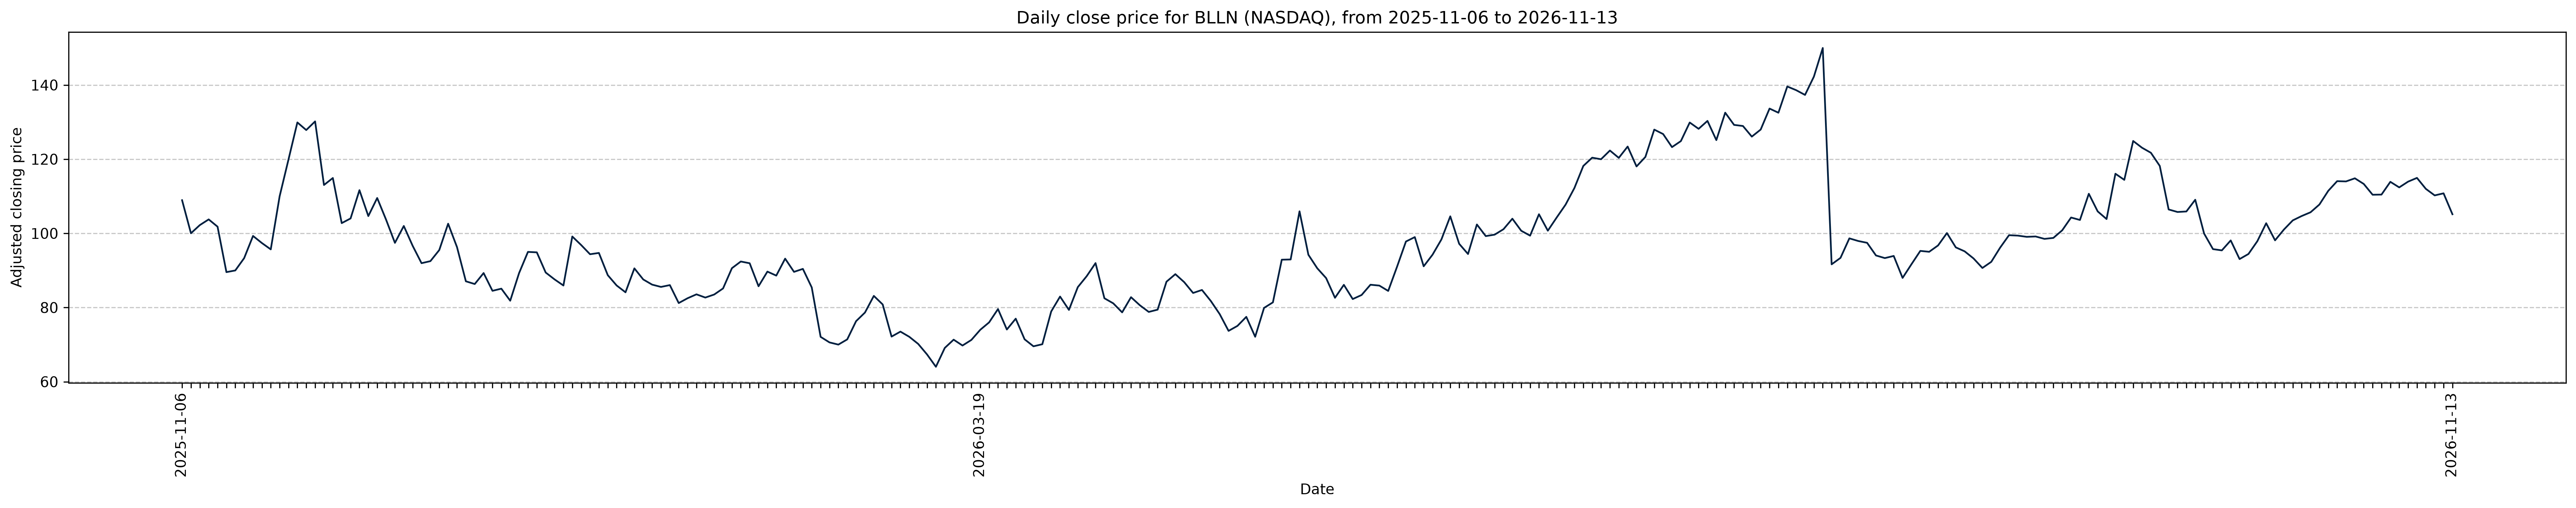 Daily close price for BLLN (NASDAQ), from 2025-11-06 to 2026-11-13
Adjusted closing price
140
120
100
80
60
2025-11-06
2026-03-19
2026-11-13
Date